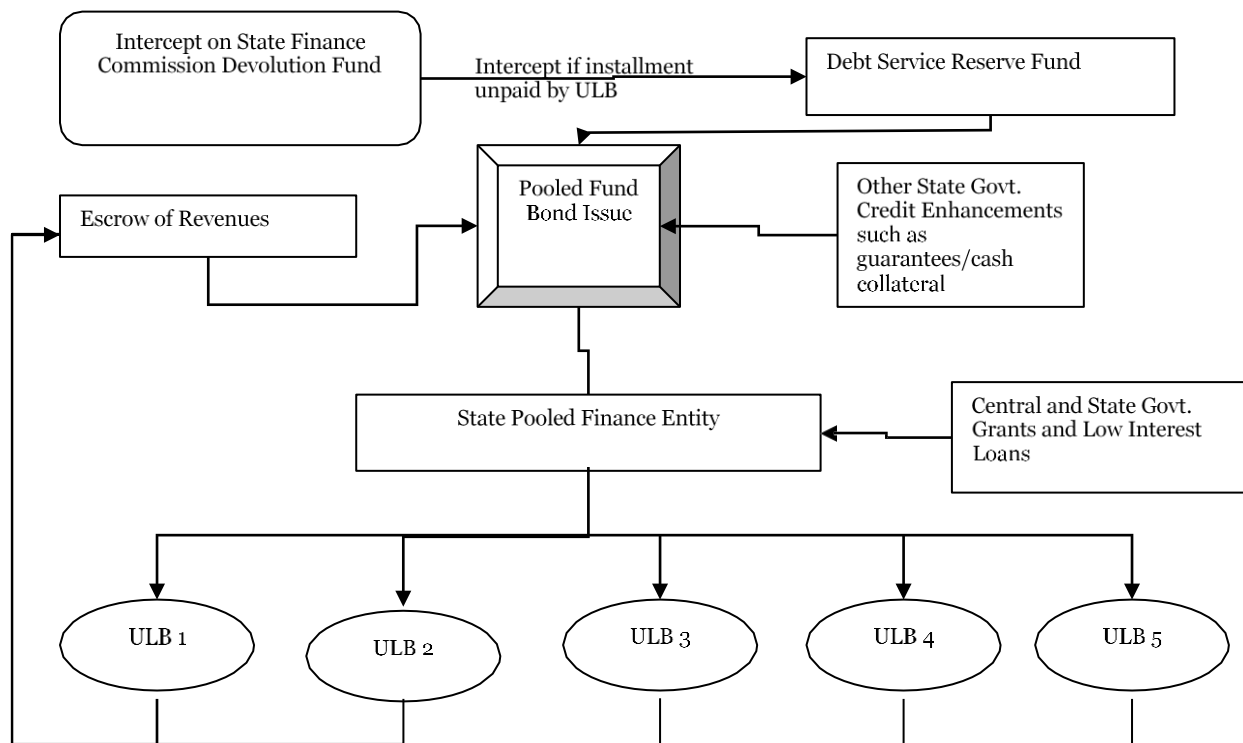 Intercept on State Finance
Commission Devolution Fund
Intercept if installment
unpaid by ULB
Debt Service Reserve Fund
Escrow of Revenues
Pooled Fund
Bond Issue
Other State Govt.
Credit Enhancements
such as
guarantees/cash
collateral
State Pooled Finance Entity
Central and State Govt.
Grants and Low Interest
Loans
ULB 1
ULB 2
ULB 3
ULB 4
ULB 5